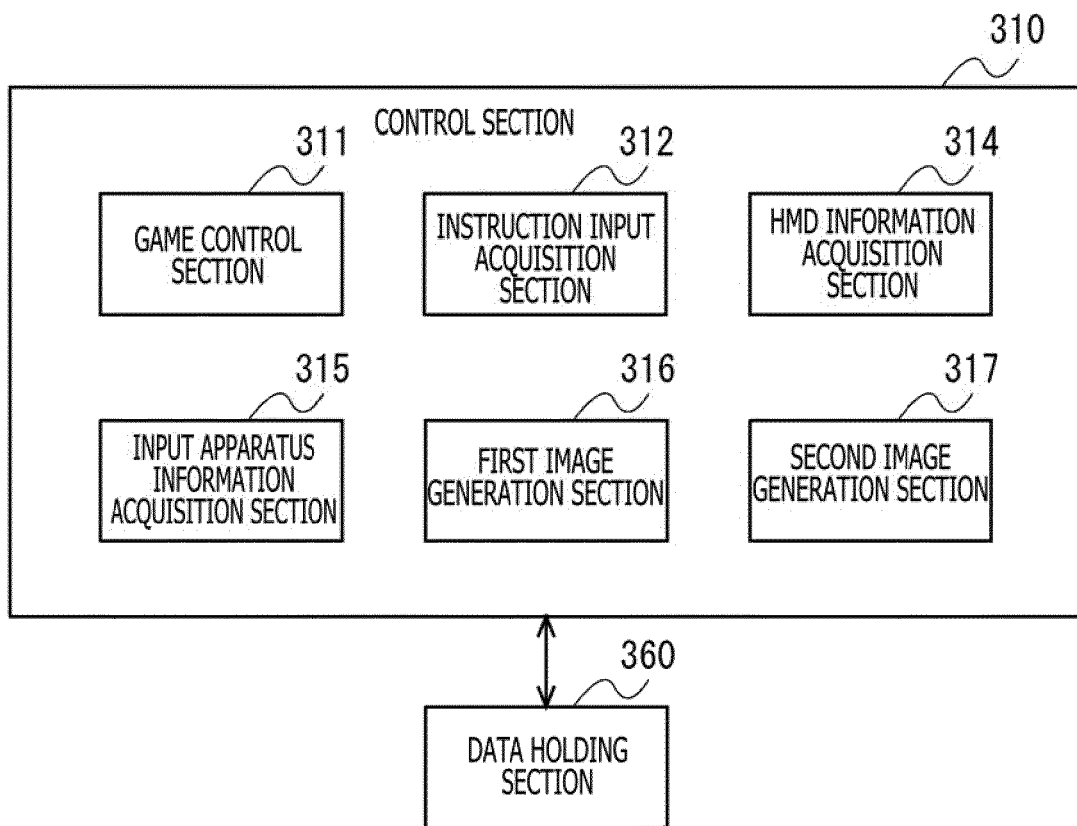 310
CONTROL SECTION
311
GAME CONTROL
SECTION
312
INSTRUCTION INPUT
ACQUISITION
SECTION
314
HMD INFORMATION
ACQUISITION
SECTION
315
INPUT APPARATUS
INFORMATION
ACQUISITION SECTION
316
FIRST IMAGE
GENERATION SECTION
317
SECOND IMAGE
GENERATION SECTION
360
DATA HOLDING
SECTION